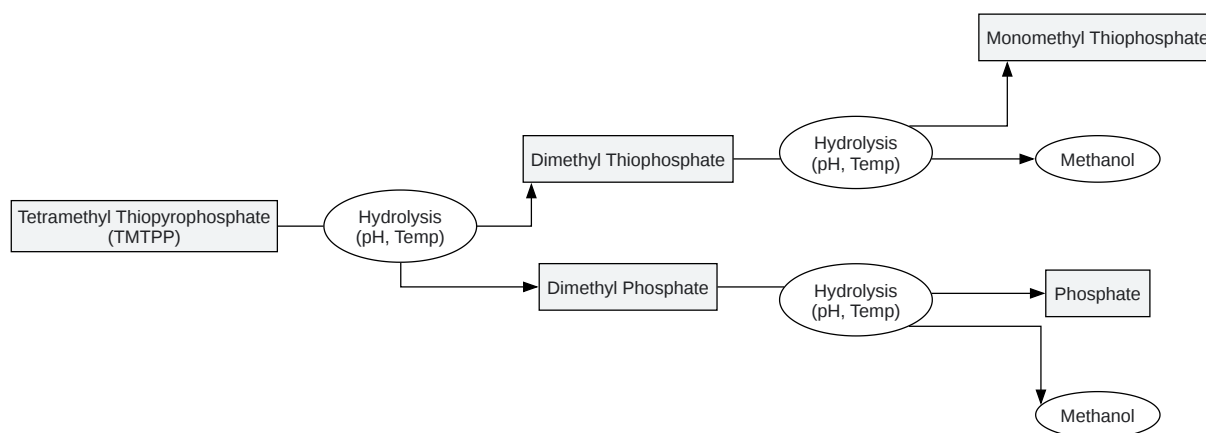 Monomethyl Thiophosphate
Hydrolysis
(pH, Temp)
Dimethyl Thiophosphate
Methanol
Tetramethyl Thiopyrophosphate
(TMTPP)
Hydrolysis
(pH, Temp)
Dimethyl Phosphate
Hydrolysis
(pH, Temp)
Phosphate
Methanol